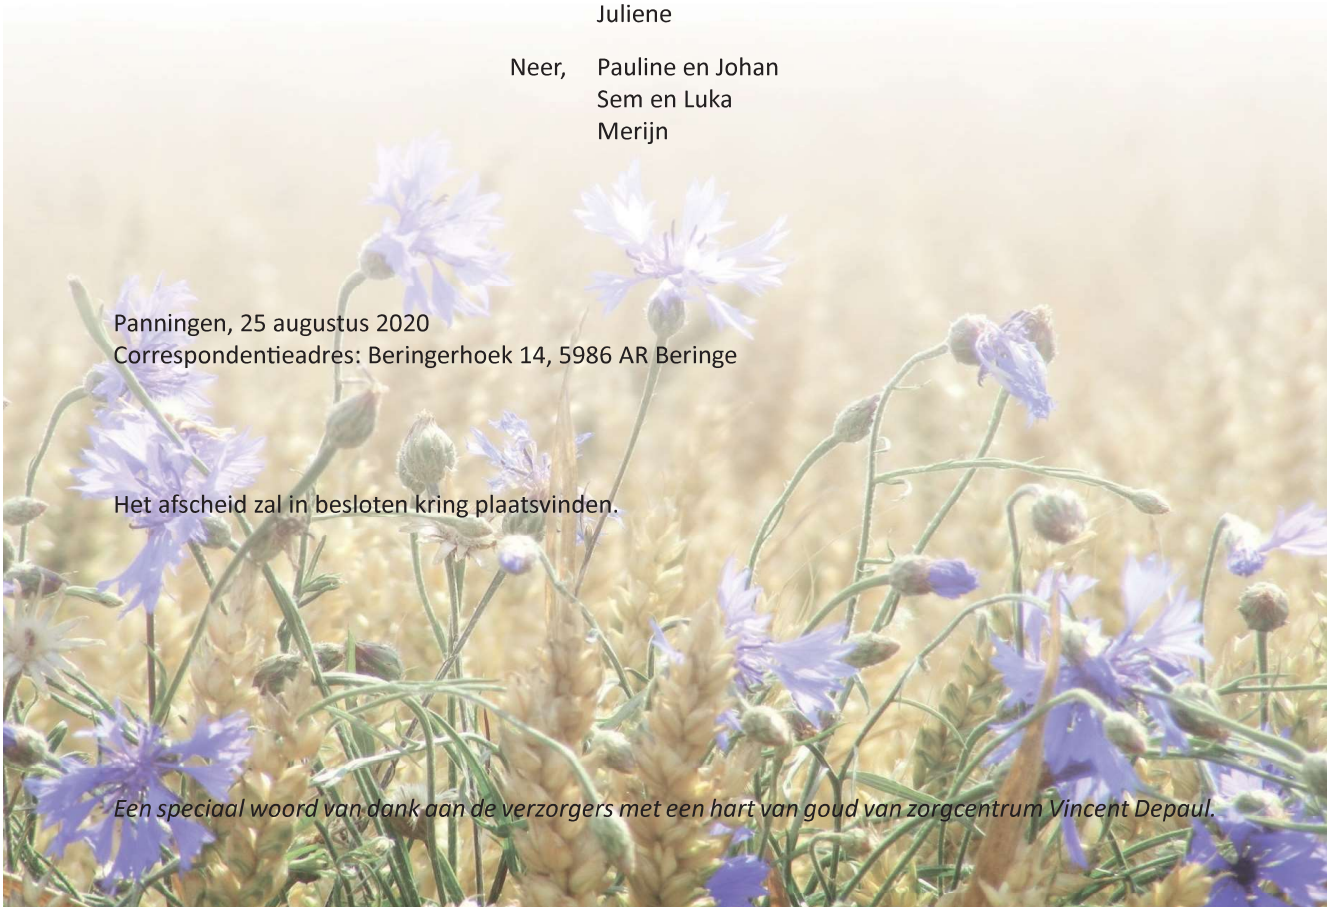 Juliene
Neer, Pauline en Johan
Sem en Luka
Merijn
Panningen, 25 augustus 2020
Correspondentieadres: Beringerhoek 14, 5986 AR Beringe
Het afscheid zal in besloten kring plaatsvinden.
Een speciaal woord van dank aan de verzorgers met een hart van goud van zorgcentrum Vincent Depaul.